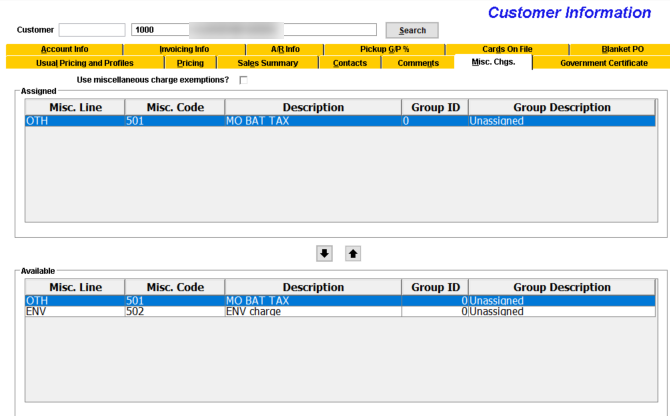 Customer Information
Customer 1000 Search
Account Info Invoicing Info A/R Info Pickup G/P % Cards On File Blanket PO
Usual Pricing and Profiles Pricing Sales Summary Contacts Comments Misc. Chgs. Government Certificate
Use miscellaneous charge exemptions?
Assigned
Misc. Line Misc. Code Description Group ID Group Description
OTH 501 MO BAT TAX 0 Unassigned
Available
Misc. Line Misc. Code Description Group ID Group Description
OTH 501 MO BAT TAX 0 Unassigned
ENV 502 ENV charge 0 Unassigned